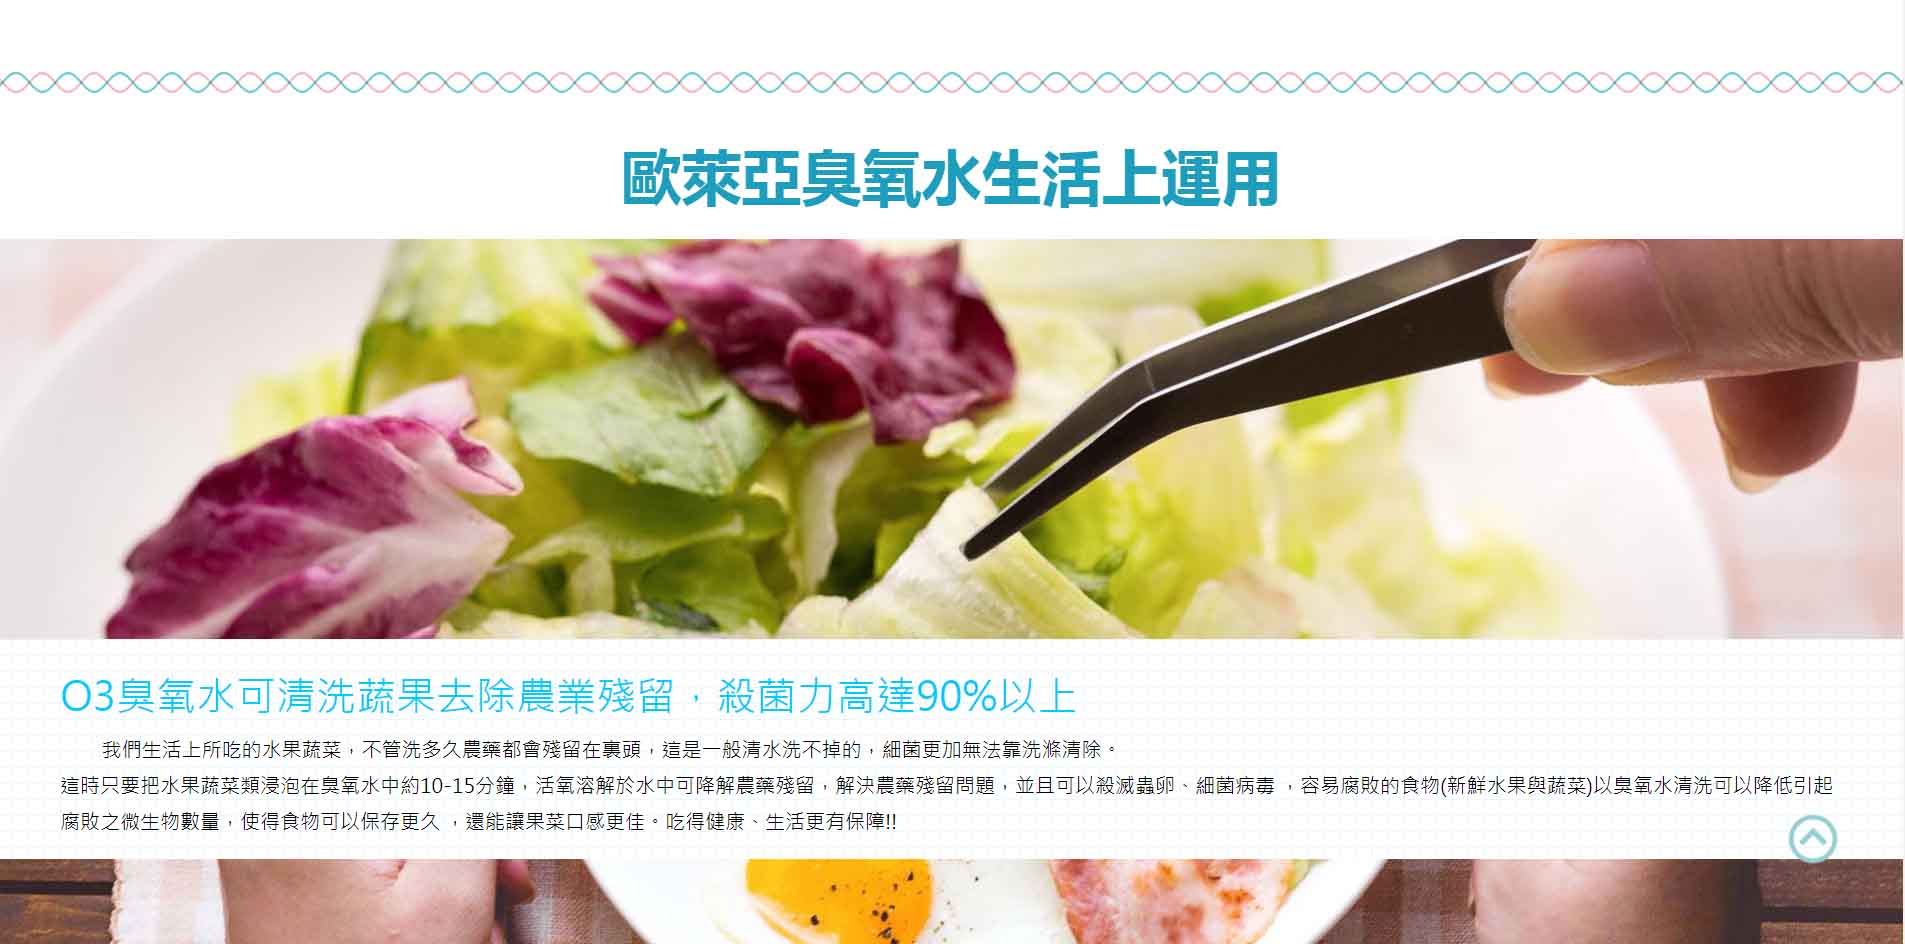 歐萊亞臭氧水生活上運用
O3臭氧水可清洗蔬果去除農業殘留，殺菌力高達90%以上
我們生活上所吃的水果蔬菜，不管洗多久農藥都會殘留在裏頭，這是一般清水洗不掉的，細菌更加無法靠洗滌清除。
這時只要把水果蔬菜類浸泡在臭氧水中約10-15分鐘，活氧溶解於水中可降解農藥殘留，解決農藥殘留問題，並且可以殺滅蟲卵、細菌病毒 ，容易腐敗的食物(新鮮水果與蔬菜)以臭氧水清洗可以降低引起
腐敗之微生物數量，使得食物可以保存更久 ，還能讓果菜口感更佳。吃得健康、生活更有保障!!